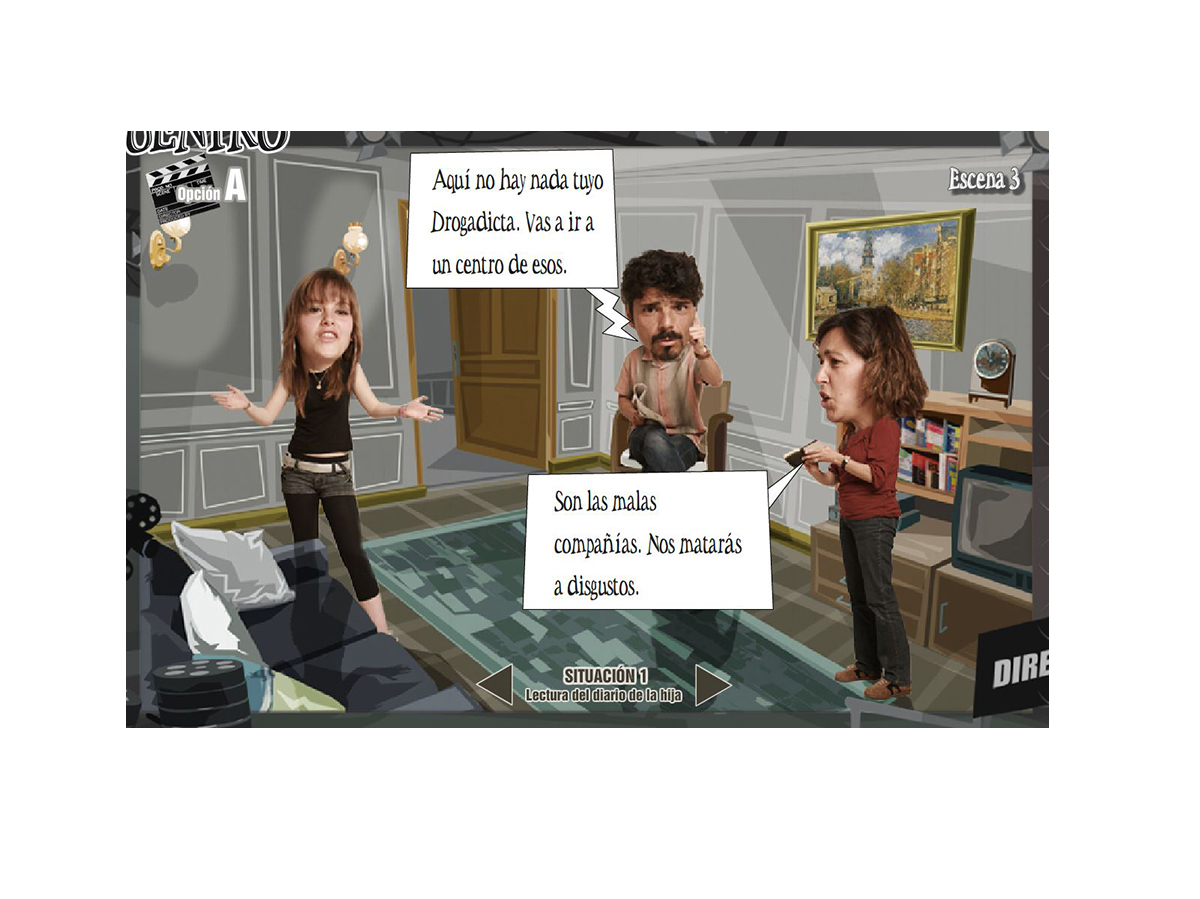 Opción A
Escena 3
Aquí no hay nada tuyo
Drogadicta. Vas a ir a
un centro de esos.
Son las malas
compañías. Nos matarás
a disgustos.
SITUACIÓN 1
Lectura del diario de la hija
DIRE